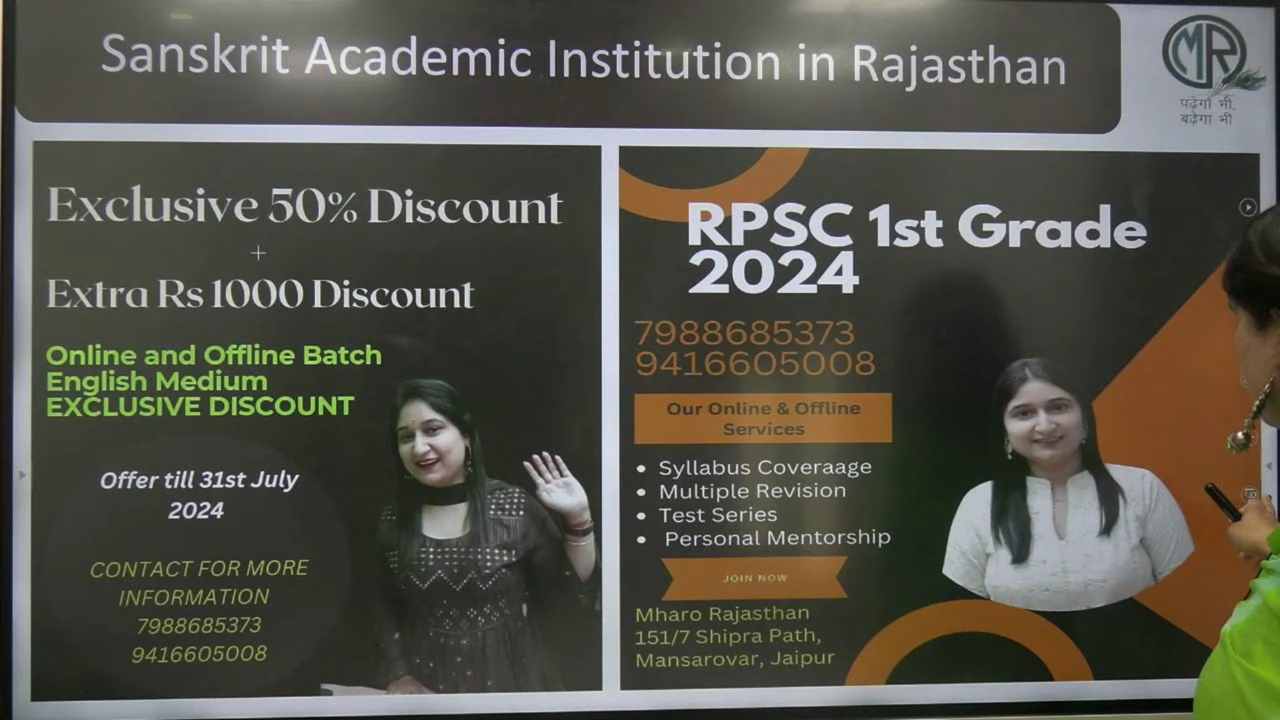 Sanskrit Academic Institution in Rajasthan
MR
पढ़ेगा भी,
बढ़ेगा भी
Exclusive 50% Discount
+
Extra Rs 1000 Discount
Online and Offline Batch
English Medium
EXCLUSIVE DISCOUNT
Offer till 31st July
2024
CONTACT FOR MORE
INFORMATION
7988685373
9416605008
RPSC 1st Grade
2024
7988685373
9416605008
Our Online & Offline
Services
• Syllabus Coveraage
• Multiple Revision
• Test Series
• Personal Mentorship
JOIN NOW
Mharo Rajasthan
151/7 Shipra Path,
Mansarovar, Jaipur